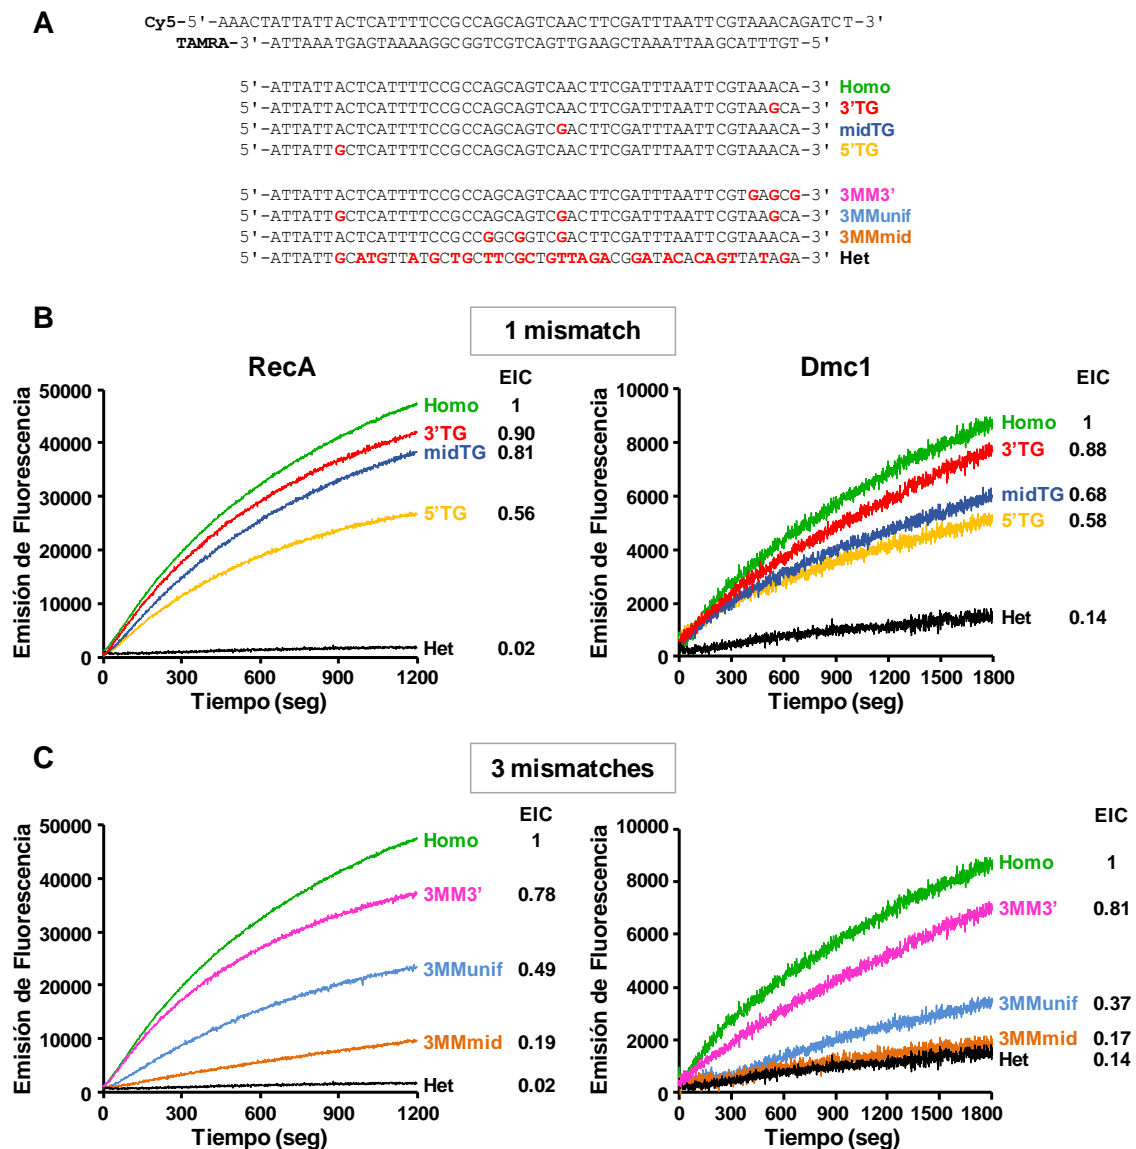 A
Cy5-5'-AAACTATTATTACTCATTTTCCGCCAGCAGTCAACTTCGATTTAATTCGTAAACAGATCT-3'
TAMRA-3'-ATTAAATGAGTAAAAGGCGGTCGTCAGTTGAAGCTAAATTAAGCATTTGT-5'
5'-ATTATTACTCATTTTCCGCCAGCAGTCAACTTCGATTTAATTCGTAAACA-3' Homo
5'-ATTATTACTCATTTTCCGCCAGCAGTCAACTTCGATTTAATTCGTAAGCA-3' 3'TG
5'-ATTATTACTCATTTTCCGCCAGCAGTCGACTTCGATTTAATTCGTAAACA-3' midTG
5'-ATTATTGCTCATTTTCCGCCAGCAGTCAACTTCGATTTAATTCGTAAACA-3' 5'TG
5'-ATTATTACTCATTTTCCGCCAGCAGTCAACTTCGATTTAATTCGTGAGCG-3' 3MM3'
5'-ATTATTGCTCATTTTCCGCCAGCAGTCGACTTCGATTTAATTCGTAAGCA-3' 3MMunif
5'-ATTATTACTCATTTTCCGCCGGCGGTCGACTTCGATTTAATTCGTAAACA-3' 3MMmid
5'-ATTATTGCATGTTATGCTGCTTCGCTGTTAGACGGATACACAGTTATAGA-3' Het
B
1 mismatch
RecA
EIC
Emisión de Fluorescencia
50000
40000
30000
20000
10000
0
0 300 600 900 1200
Tiempo (seg)
Homo 1
3'TG 0.90
midTG 0.81
5'TG 0.56
Het 0.02
Dmc1
EIC
Emisión de Fluorescencia
10000
8000
6000
4000
2000
0
0 300 600 900 1200 1500 1800
Tiempo (seg)
Homo 1
3'TG 0.88
midTG 0.68
5'TG 0.58
Het 0.14
C
3 mismatches
EIC
Emisión de Fluorescencia
50000
40000
30000
20000
10000
0
0 300 600 900 1200
Tiempo (seg)
Homo 1
3MM3' 0.78
3MMunif 0.49
3MMmid 0.19
Het 0.02
EIC
Emisión de Fluorescencia
10000
8000
6000
4000
2000
0
0 300 600 900 1200 1500 1800
Tiempo (seg)
Homo 1
3MM3' 0.81
3MMunif 0.37
3MMmid 0.17
Het 0.14